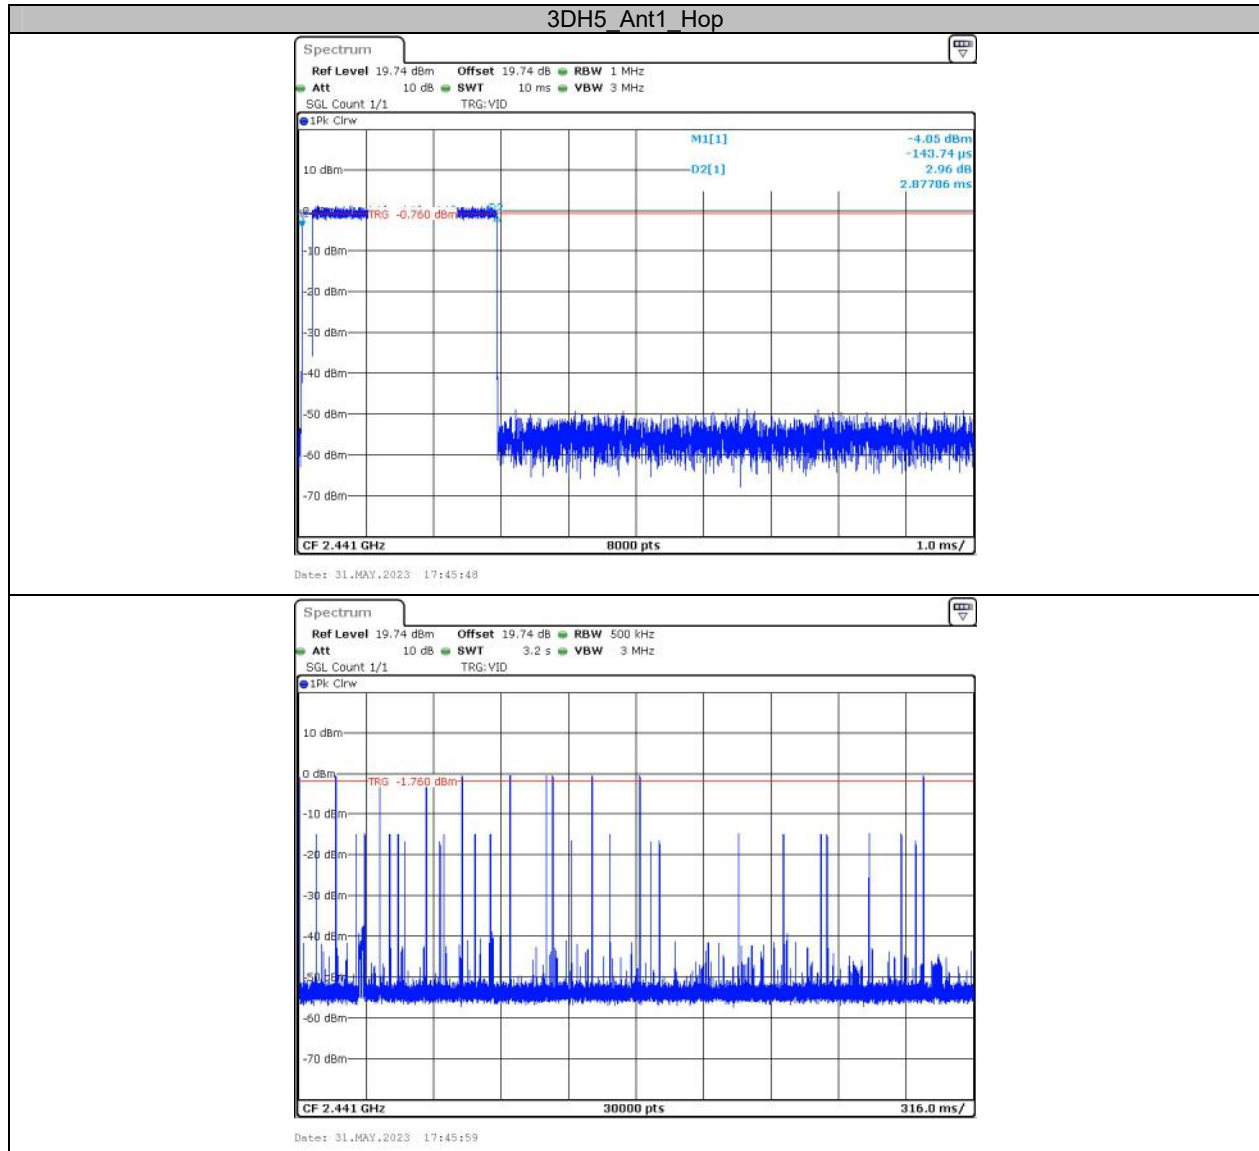 3DH5_Ant1_Hop
Spectrum
Ref Level 19.74 dBm Offset 19.74 dB RBW 1 MHz
Att 10 dB SWT 10 ms VBW 3 MHz
SGL Count 1/1 TRG:VID
1Pk Clrw
M1[1] -4.05 dBm
-143.74 µs
10 dBm D2[1] 2.96 dB
2.87786 ms
TRG -0.760 dBm
-10 dBm
-20 dBm
-30 dBm
-40 dBm
-50 dBm
-60 dBm
-70 dBm
CF 2.441 GHz 8000 pts 1.0 ms/
Date: 31.MAY.2023 17:45:48
Spectrum
Ref Level 19.74 dBm Offset 19.74 dB RBW 500 kHz
Att 10 dB SWT 3.2 s VBW 3 MHz
SGL Count 1/1 TRG:VID
1Pk Clrw
10 dBm
0 dBm
TRG -1.760 dBm
-10 dBm
-20 dBm
-30 dBm
-40 dBm
-50 dBm
-60 dBm
-70 dBm
CF 2.441 GHz 30000 pts 316.0 ms/
Date: 31.MAY.2023 17:45:59